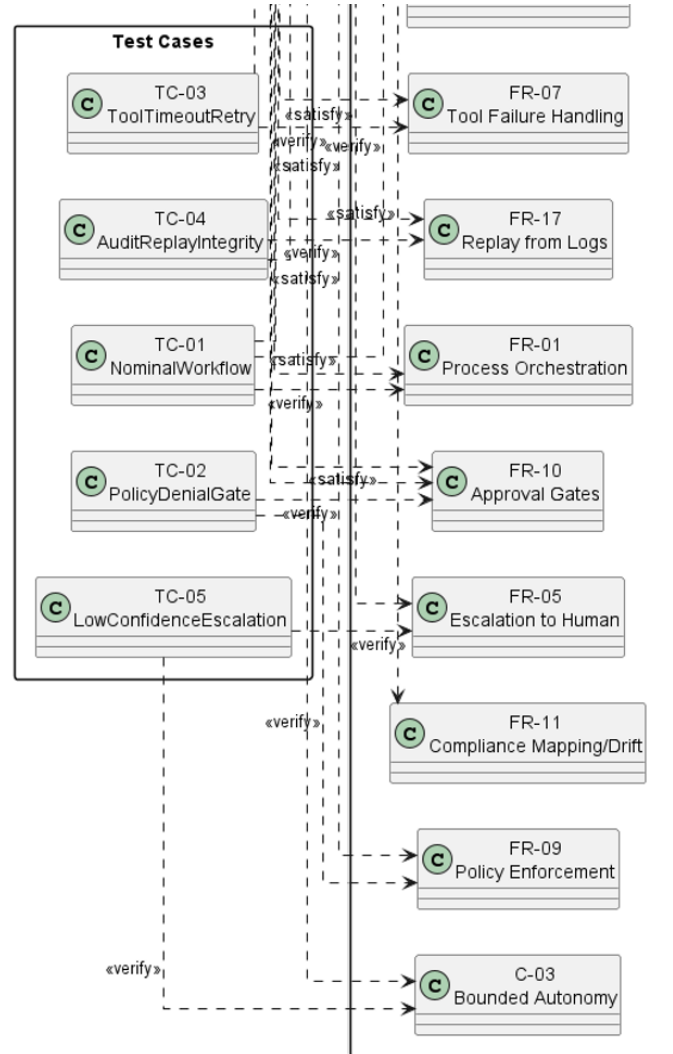 Test Cases
C
TC-03
ToolTimeoutRetry
C
FR-07
Tool Failure Handling
«satisfy»
«verify»
«verify»
«satisfy»
C
TC-04
AuditReplayIntegrity
«satisfy»
C
FR-17
Replay from Logs
«verify»
«satisfy»
C
TC-01
NominalWorkflow
«satisfy»
C
FR-01
Process Orchestration
«verify»
C
TC-02
PolicyDenialGate
«satisfy»
C
FR-10
Approval Gates
«verify»
C
TC-05
LowConfidenceEscalation
C
FR-05
Escalation to Human
«verify»
«verify»
C
FR-11
Compliance Mapping/Drift
C
FR-09
Policy Enforcement
«verify»
C
C-03
Bounded Autonomy